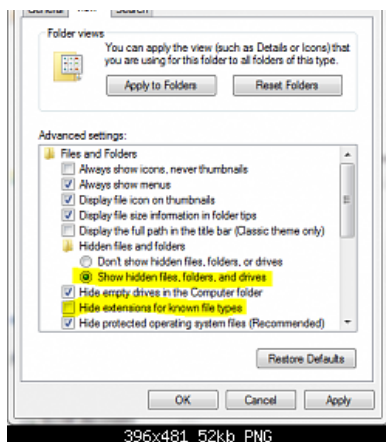 General View Search
Folder views
You can apply the view (such as Details or Icons) that
you are using for this folder to all folders of this type.
Apply to Folders Reset Folders
Advanced settings:
Files and Folders
Always show icons, never thumbnails
Always show menus
Display file icon on thumbnails
Display file size information in folder tips
Display the full path in the title bar (Classic theme only)
Hidden files and folders
Don't show hidden files, folders, or drives
Show hidden files, folders, and drives
Hide empty drives in the Computer folder
Hide extensions for known file types
Hide protected operating system files (Recommended)
Restore Defaults
OK Cancel Apply
396x481 52kb PNG